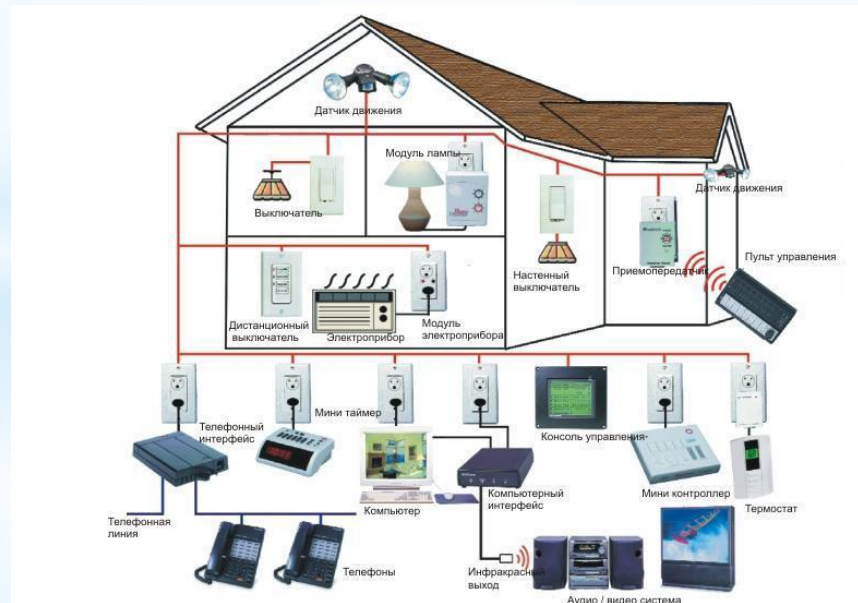 Датчик движения
Модуль лампы
Датчик движения
Выключатель
Пульт управления
Приемопередатчик
Настенный
выключатель
Дистанционный
выключатель
Электроприбор
Модуль
электроприбора
Телефонный
интерфейс
Мини таймер
Консоль управления
Компьютер
Компьютерный
интерфейс
Мини контроллер
Термостат
Телефонная
линия
Телефоны
Инфракрасный
выход
Аудио / видео система